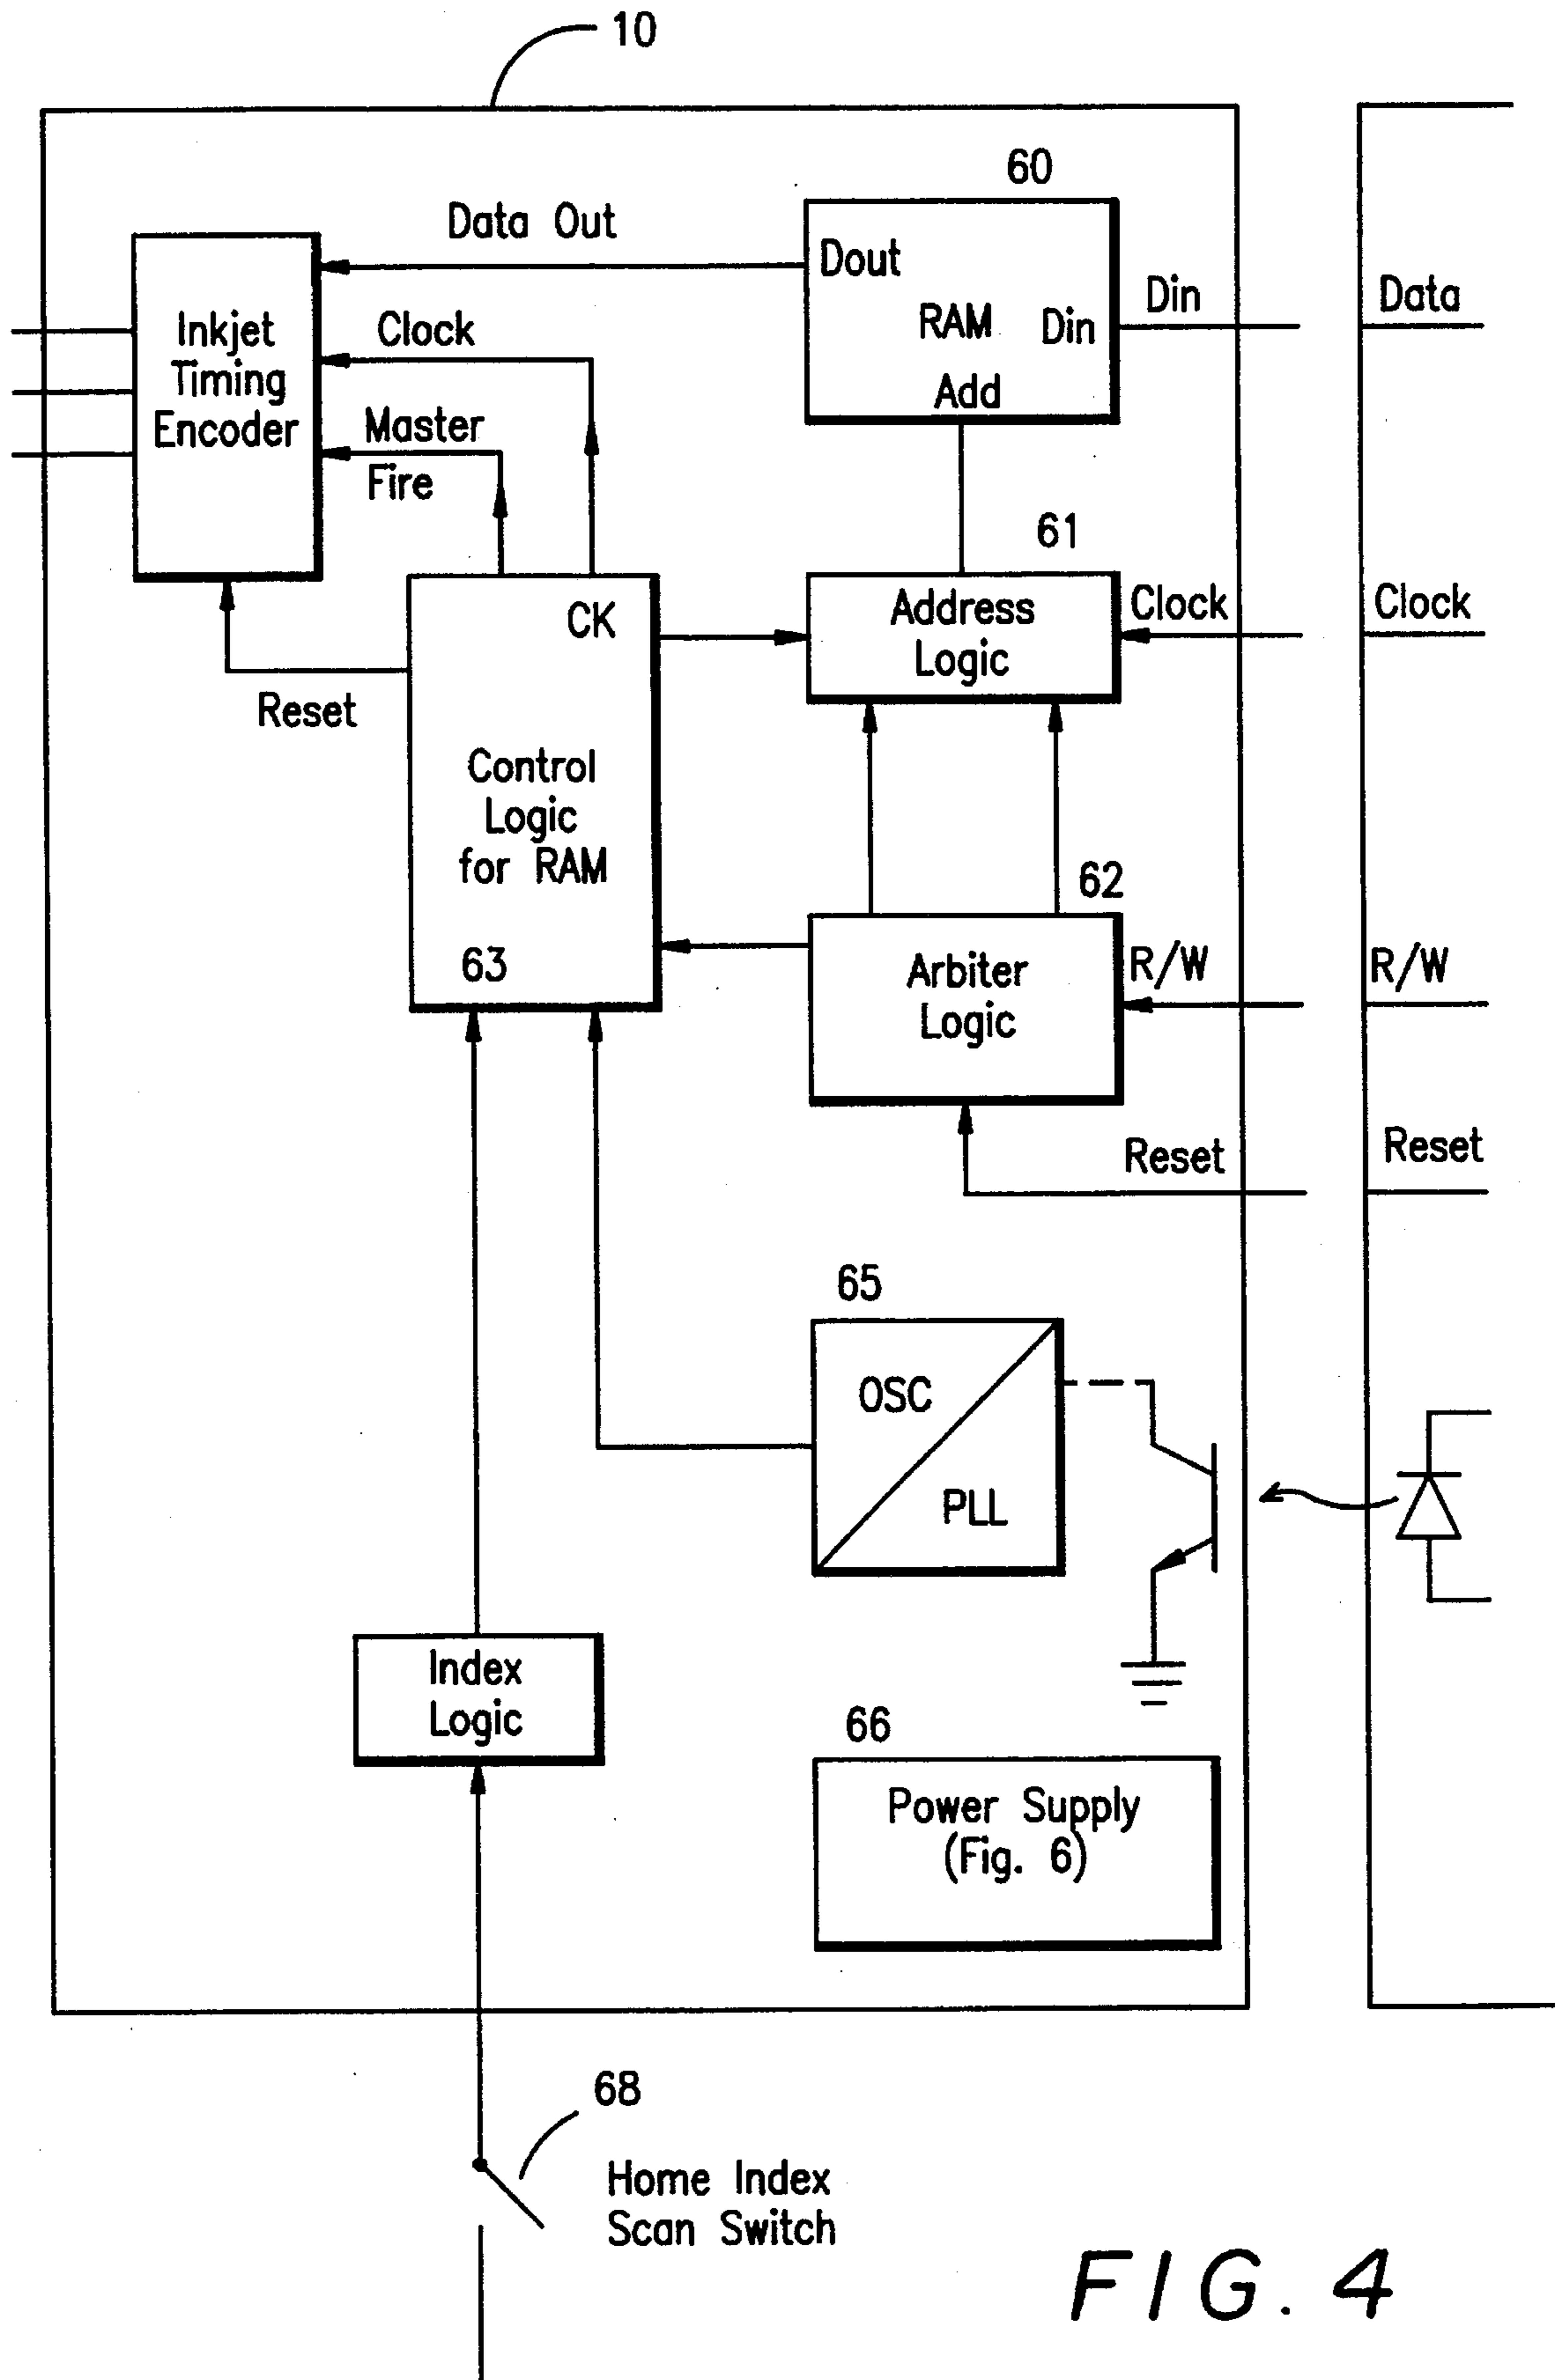 10
60
Data Out
Dout
RAM
Din
Add
Din
Data
Inkjet
Timing
Encoder
Clock
Master
Fire
61
CK
Address
Logic
Clock
Clock
Reset
Control
Logic
for RAM
63
62
Arbiter
Logic
R/W
R/W
Reset
Reset
65
OSC
PLL
Index
Logic
66
Power Supply
(Fig. 6)
68
Home Index
Scan Switch
FIG. 4